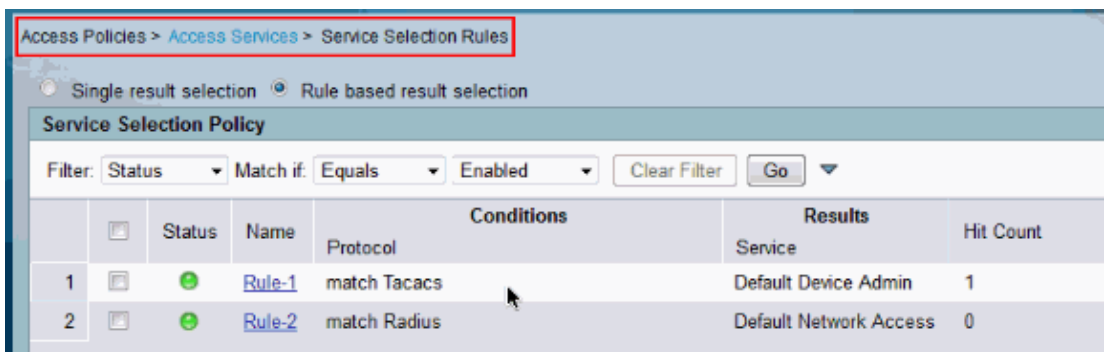 Access Policies > Access Services > Service Selection Rules
Single result selection Rule based result selection
Service Selection Policy
Filter: Status Match if: Equals Enabled Clear Filter Go
Status Name Conditions Results Hit Count
Protocol Service
1 Rule-1 match Tacacs Default Device Admin 1
2 Rule-2 match Radius Default Network Access 0